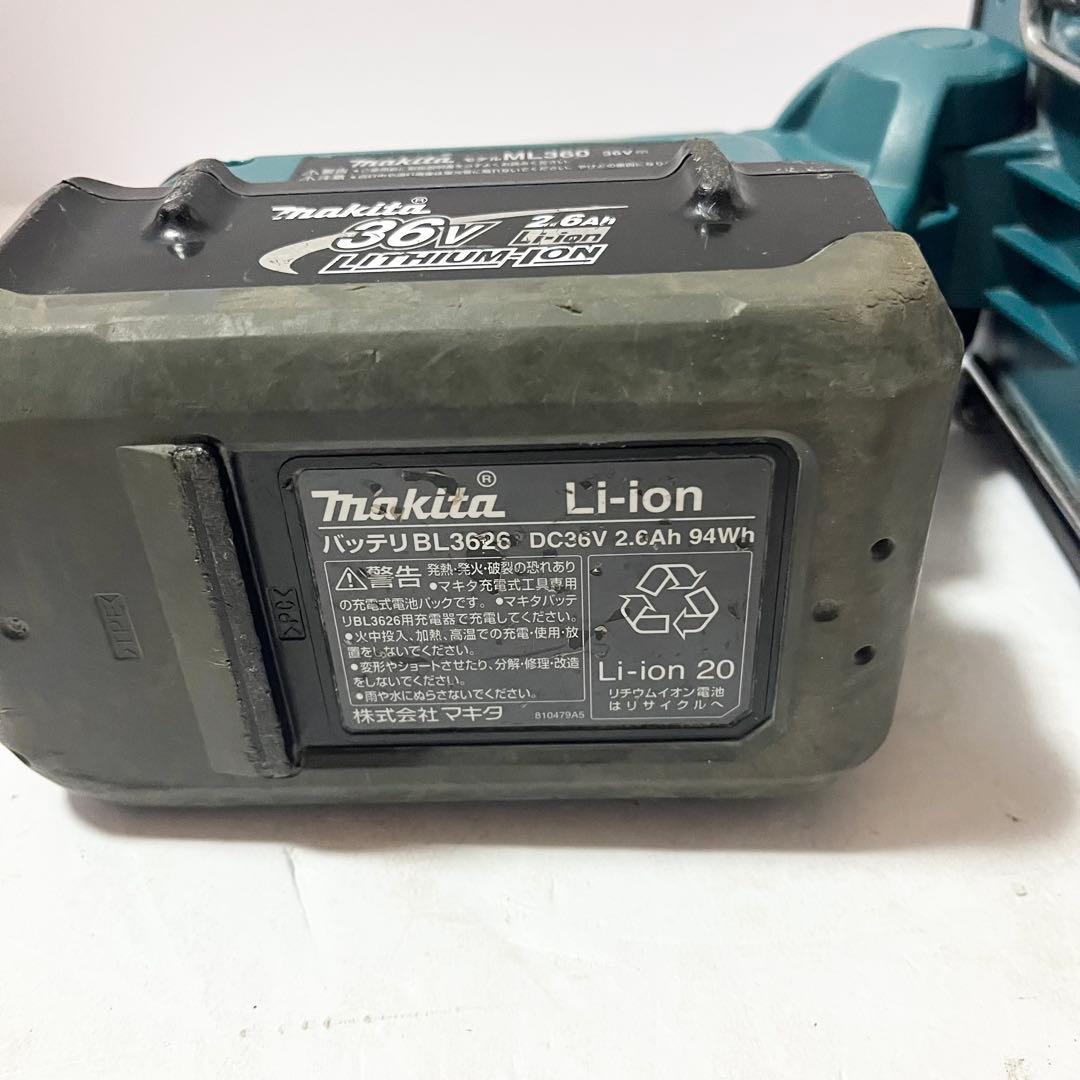 makita モデル ML360 36V
makita®
36V 2.6Ah
Li-ion
LITHIUM-ION
makita® Li-ion
バッテリ BL3626 DC36V 2.6Ah 94Wh
⚠警告 発熱・発火・破裂の恐れあり
●マキタ充電式工具専用
の充電式電池パックです。●マキタバッテ
リBL3626用充電器で充電してください。
●火中投入、加熱、高温での充電・使用・放
置をしないでください。
●変形やショートさせたり、分解・修理・改造
をしないでください。
●雨や水にぬらさないでください。
株式会社 マキタ 810479A5
Li-ion 20
リチウムイオン電池
はリサイクルへ
>TPE<
>PC<